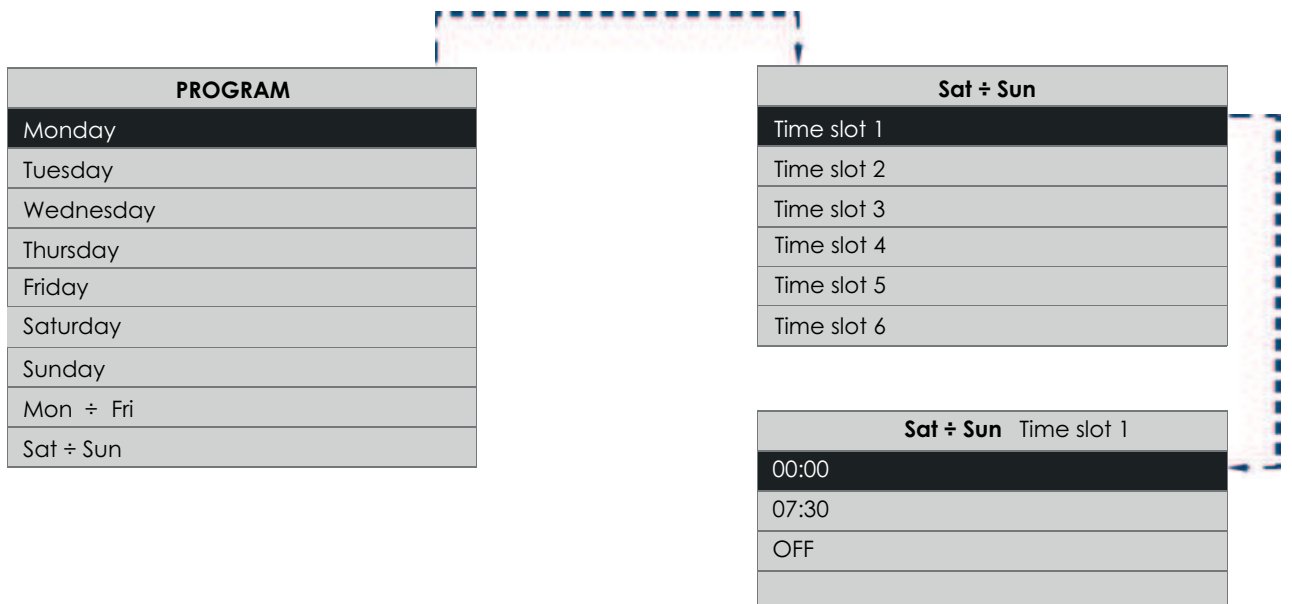 PROGRAM
Monday
Tuesday
Wednesday
Thursday
Friday
Saturday
Sunday
Mon ÷ Fri
Sat ÷ Sun
Sat ÷ Sun
Time slot 1
Time slot 2
Time slot 3
Time slot 4
Time slot 5
Time slot 6
Sat ÷ Sun Time slot 1
00:00
07:30
OFF